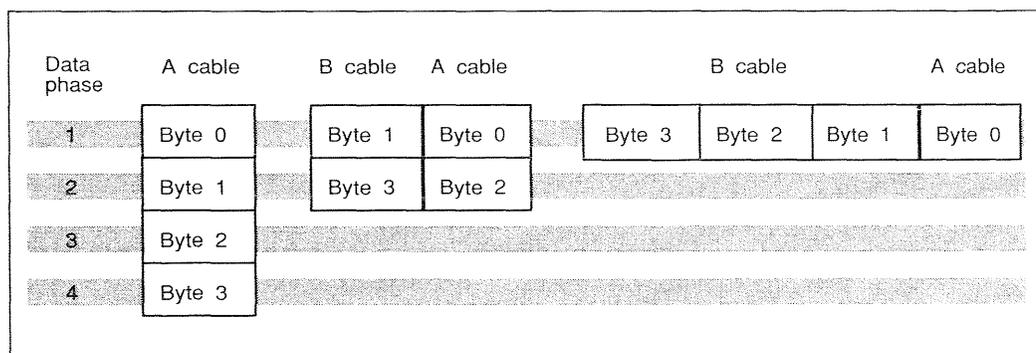 Data phase A cable B cable A cable B cable A cable
1 Byte 0 Byte 1 Byte 0 Byte 3 Byte 2 Byte 1 Byte 0
2 Byte 1 Byte 3 Byte 2
3 Byte 2
4 Byte 3